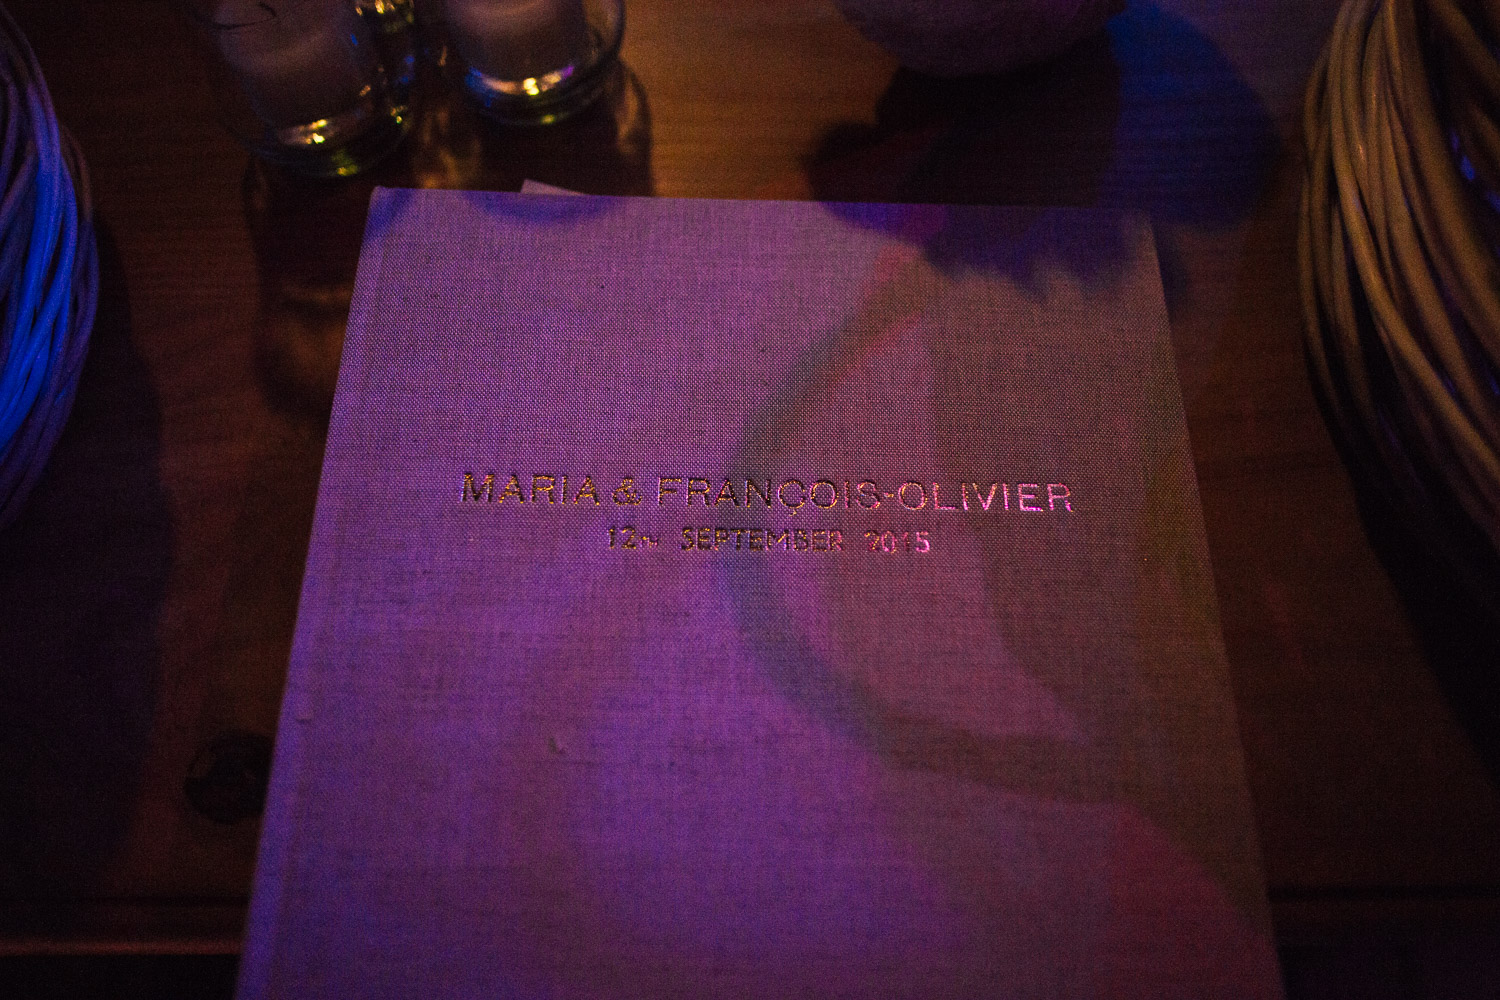 MARIA & FRANÇOIS-OLIVIER
12TH SEPTEMBER 2015